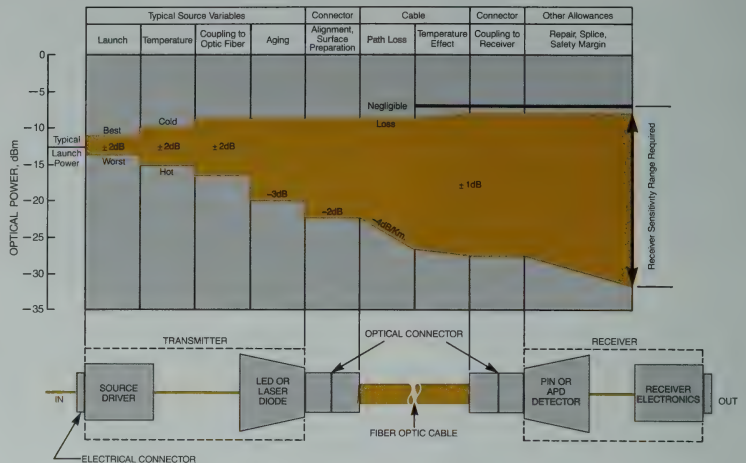 Typical Source Variables
Connector
Cable
Connector
Other Allowances
Launch
Temperature
Coupling to
Optic Fiber
Aging
Alignment,
Surface
Preparation
Path Loss
Temperature
Effect
Coupling to
Receiver
Repair, Splice,
Safety Margin
OPTICAL POWER, dBm
0
−5
−10
−15
−20
−25
−30
−35
Typical
Launch
Power
Best
±2dB
Worst
Cold
±2dB
Hot
±2dB
−3dB
−2dB
Negligible
Loss
−4dB/Km.
±1dB
Receiver Sensitivity Range Required
TRANSMITTER
OPTICAL CONNECTOR
RECEIVER
IN
SOURCE
DRIVER
LED OR
LASER
DIODE
FIBER OPTIC CABLE
PIN OR
APD
DETECTOR
RECEIVER
ELECTRONICS
OUT
ELECTRICAL CONNECTOR